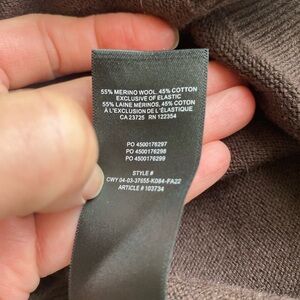 55% MERINO WOOL, 45% COTTON
EXCLUSIVE OF ELASTIC
55% LAINE MERINOS, 45% COTON
À L'EXCLUSION DE L'ÉLASTIQUE
CA 23725 RN 122354
PO 4500176297
PO 4500176298
PO 4500176299
STYLE #
CWY 04-03-37655-K084-FA22
ARTICLE # 103734